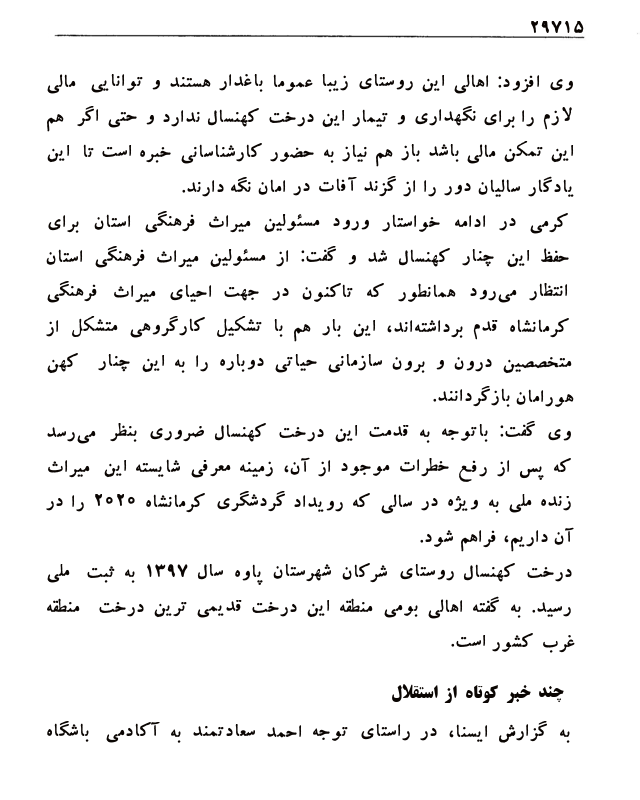 ۲۹۷۱۵
وی افزود: اهالی این روستای زیبا عموما باغدار هستند و توانایی مالی
لازم را برای نگهداری و تیمار این درخت کهنسال ندارد و حتی اگر هم
این تمکن مالی باشد باز هم نیاز به حضور کارشناسانی خبره است تا این
یادگار سالیان دور را از گزند آفات در امان نگه دارند.
کرمی در ادامه خواستار ورود مسئولین میراث فرهنگی استان برای
حفظ این چنار کهنسال شد و گفت: از مسئولین میراث فرهنگی استان
انتظار می‌رود همانطور که تاکنون در جهت احیای میراث فرهنگی
کرمانشاه قدم برداشته‌اند، این بار هم با تشکیل کارگروهی متشکل از
متخصصین درون و برون سازمانی حیاتی دوباره را به این چنار کهن
هورامان بازگردانند.
وی گفت: باتوجه به قدمت این درخت کهنسال ضروری بنظر می‌رسد
که پس از رفع خطرات موجود از آن، زمینه معرفی شایسته این میراث
زنده ملی به ویژه در سالی که رویداد گردشگری کرمانشاه ۲۰۲۰ را در
آن داریم، فراهم شود.
درخت کهنسال روستای شرکان شهرستان پاوه سال ۱۳۹۷ به ثبت ملی
رسید. به گفته اهالی بومی منطقه این درخت قدیمی ترین درخت منطقه
غرب کشور است.
چند خبر کوتاه از استقلال
به گزارش ایسنا، در راستای توجه احمد سعادتمند به آکادمی باشگاه